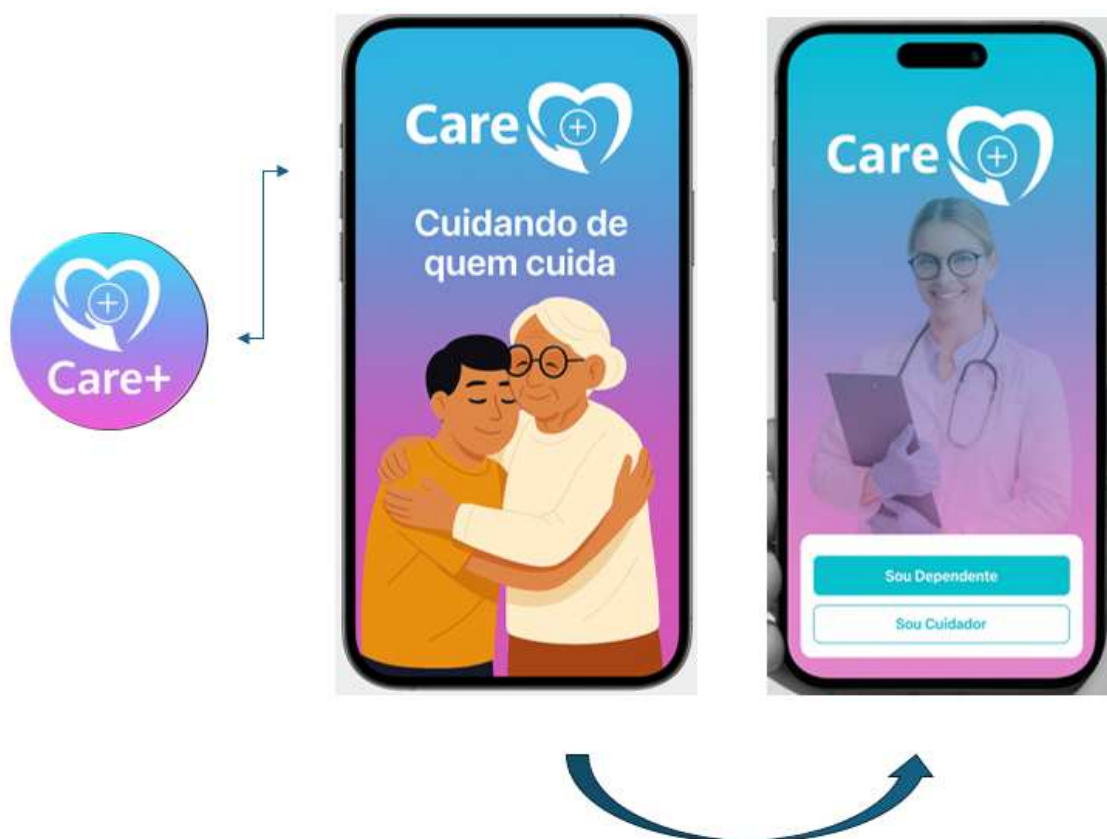 Care+
Care +
Cuidando de
quem cuida
Care +
Sou Dependente
Sou Cuidador